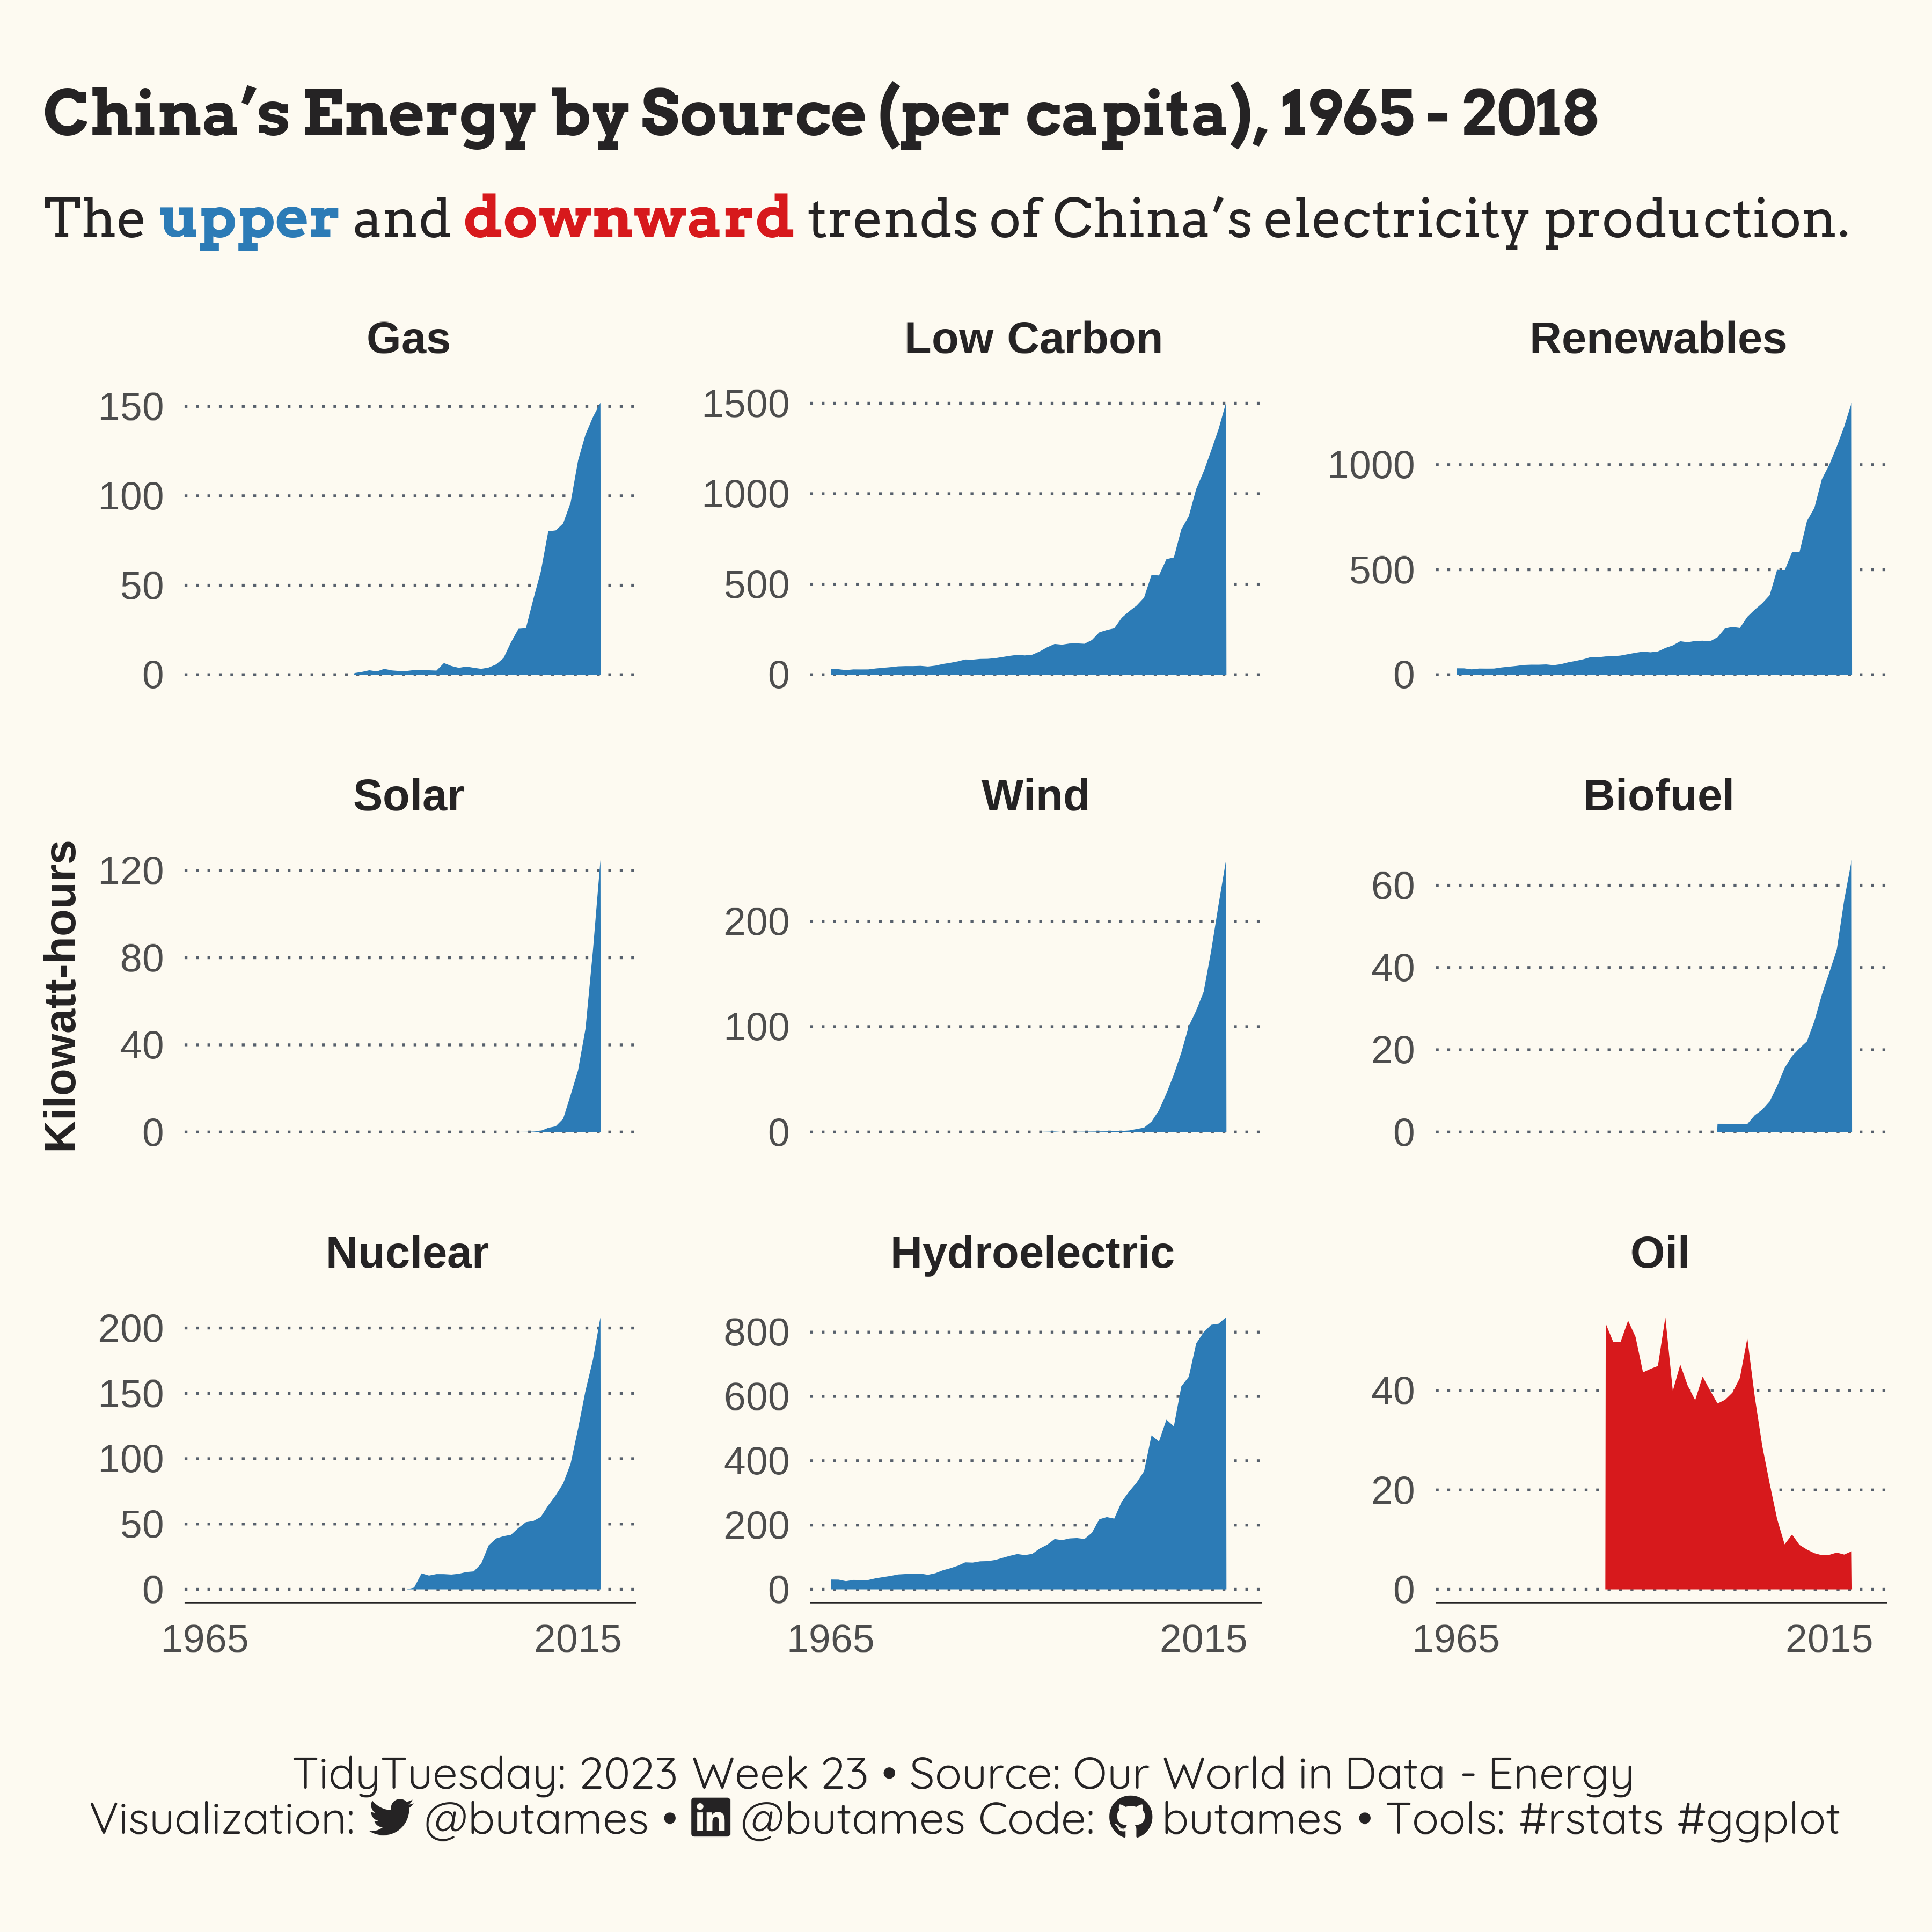 China's Energy by Source (per capita), 1965 - 2018
The upper and downward trends of China's electricity production.
Gas
Low Carbon
Renewables
150
100
50
0
1500
1000
500
0
1000
500
0
Kilowatt-hours
Solar
Wind
Biofuel
120
80
40
0
200
100
0
60
40
20
0
Nuclear
Hydroelectric
Oil
200
150
100
50
0
800
600
400
200
0
40
20
0
1965 2015
1965 2015
1965 2015
TidyTuesday: 2023 Week 23 • Source: Our World in Data - Energy
Visualization: @butames • @butames Code: butames • Tools: #rstats #ggplot